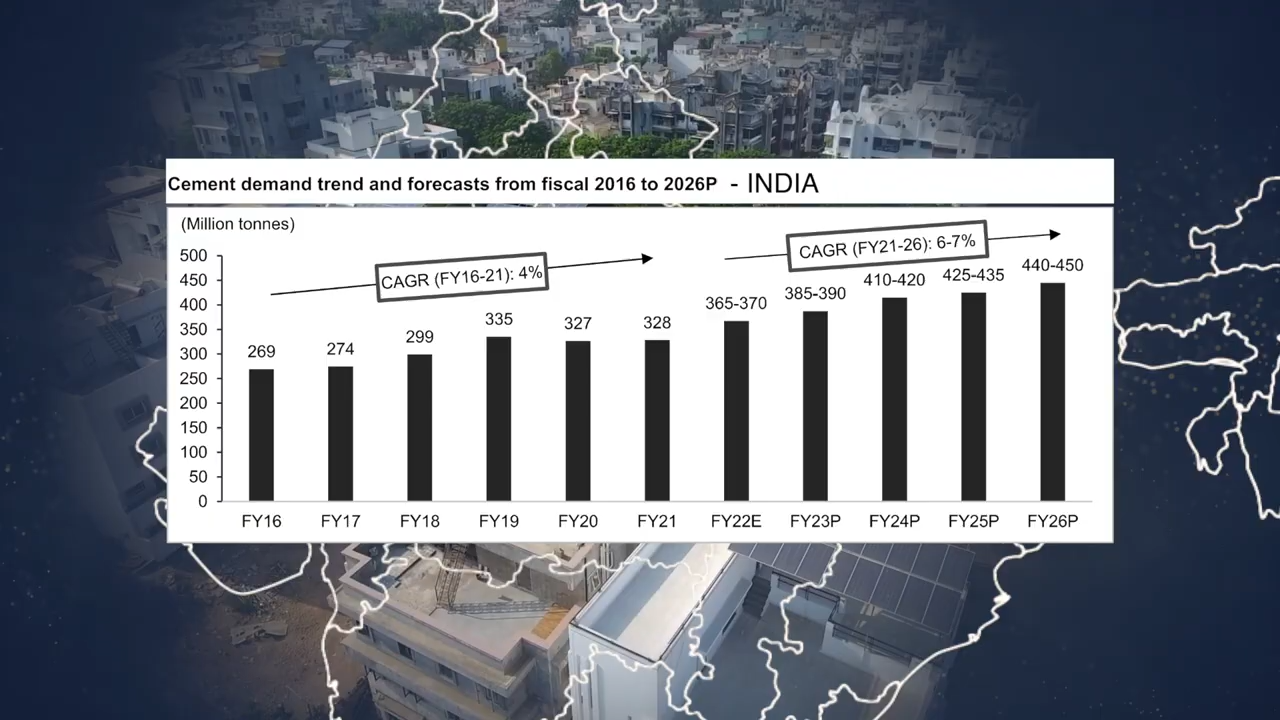 Cement demand trend and forecasts from fiscal 2016 to 2026P - INDIA
(Million tonnes)
CAGR (FY16-21): 4%
CAGR (FY21-26): 6-7%
500
450
400
350
300
250
200
150
100
50
0
269
274
299
335
327
328
365-370
385-390
410-420
425-435
440-450
FY16
FY17
FY18
FY19
FY20
FY21
FY22E
FY23P
FY24P
FY25P
FY26P